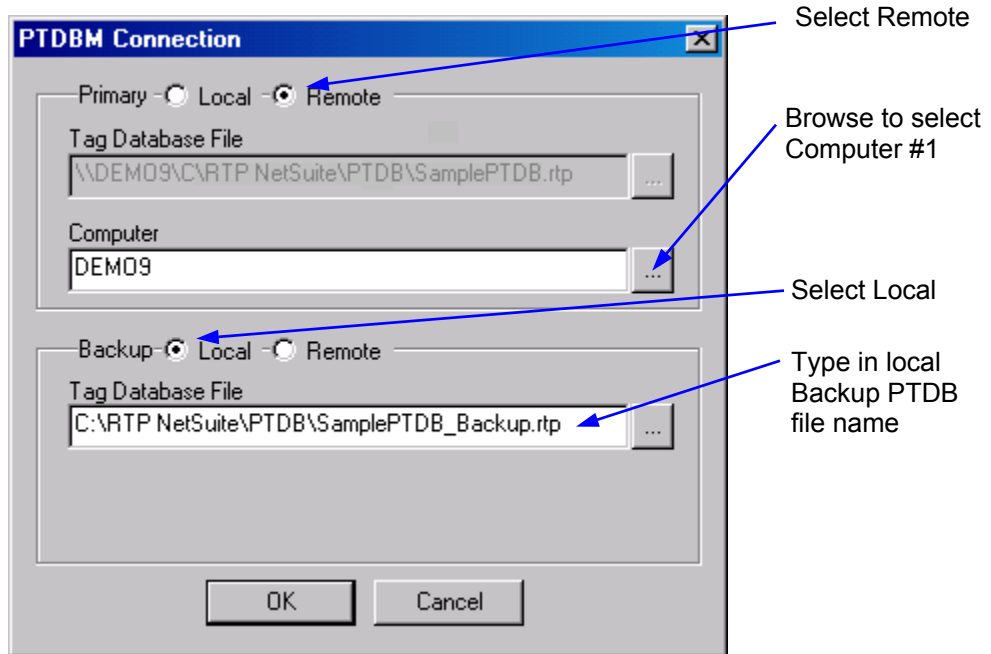 Select Remote
PTDBM Connection
Primary Local Remote
Browse to select
Computer #1
Tag Database File
\\DEMO9\C\RTP NetSuite\PTDB\SamplePTDB.rtp
...
Computer
DEMO9
...
Select Local
Backup Local Remote
Type in local
Backup PTDB
file name
Tag Database File
C:\RTP NetSuite\PTDB\SamplePTDB_Backup.rtp
...
OK Cancel